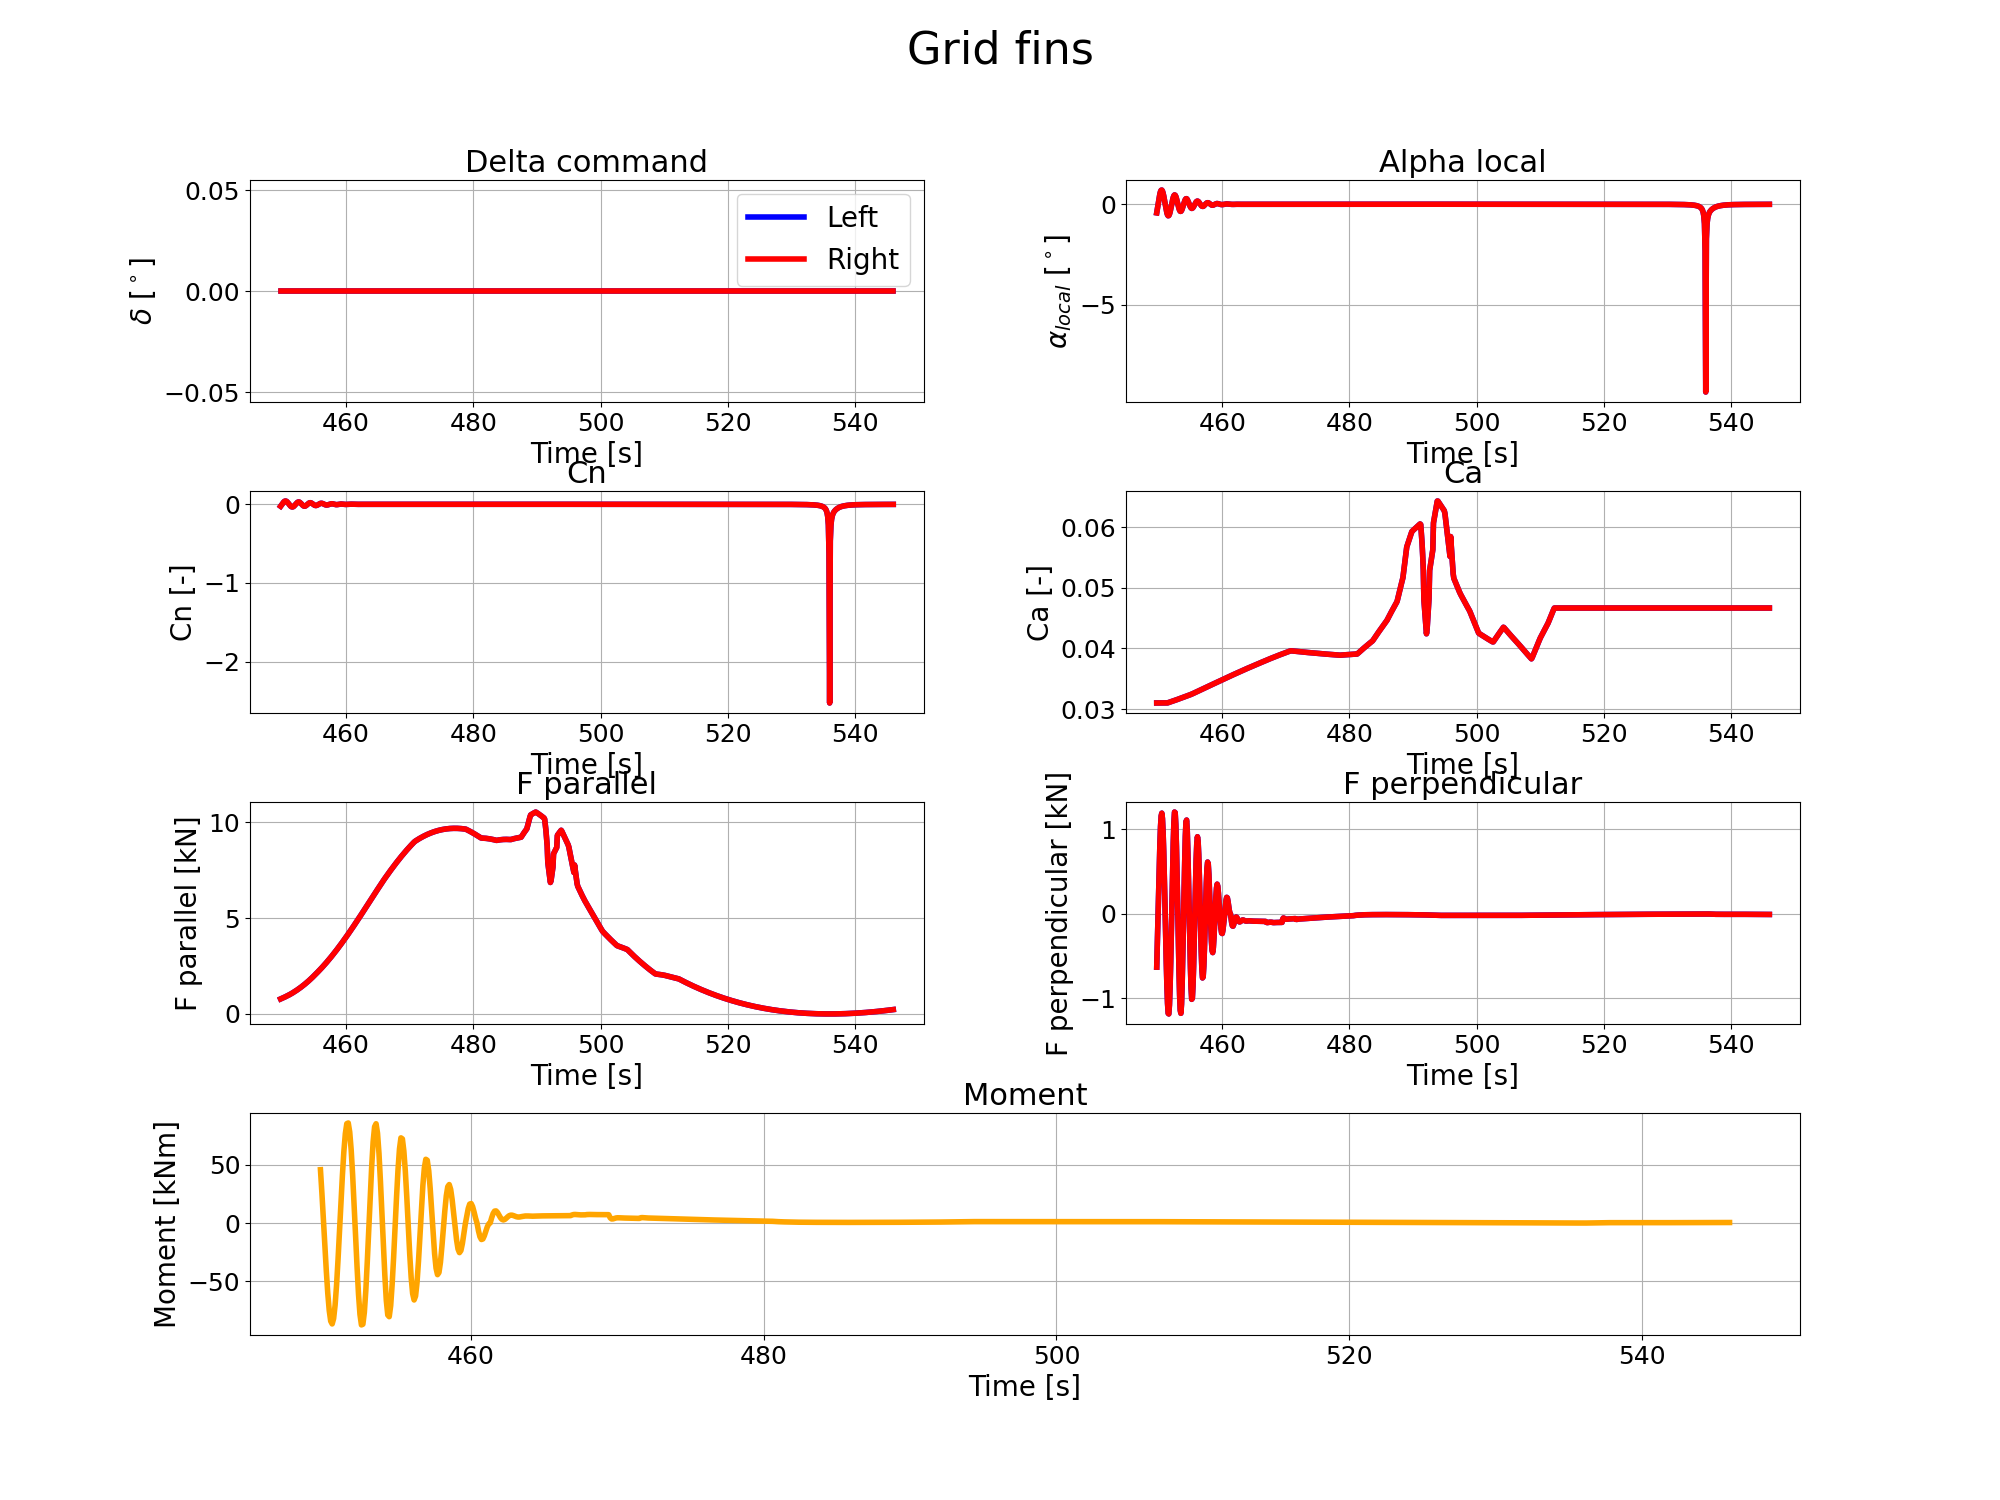 Grid fins
Delta command
δ [°]
0.05
0.00
−0.05
Left
Right
460 480 500 520 540
Time [s]
Alpha local
α_local [°]
0
−5
460 480 500 520 540
Time [s]
Cn
Cn [-]
0
−1
−2
460 480 500 520 540
Time [s]
Ca
Ca [-]
0.06
0.05
0.04
0.03
460 480 500 520 540
Time [s]
F parallel
F parallel [kN]
10
5
0
460 480 500 520 540
Time [s]
F perpendicular
F perpendicular [kN]
1
0
−1
460 480 500 520 540
Time [s]
Moment
Moment [kNm]
50
0
−50
460 480 500 520 540
Time [s]